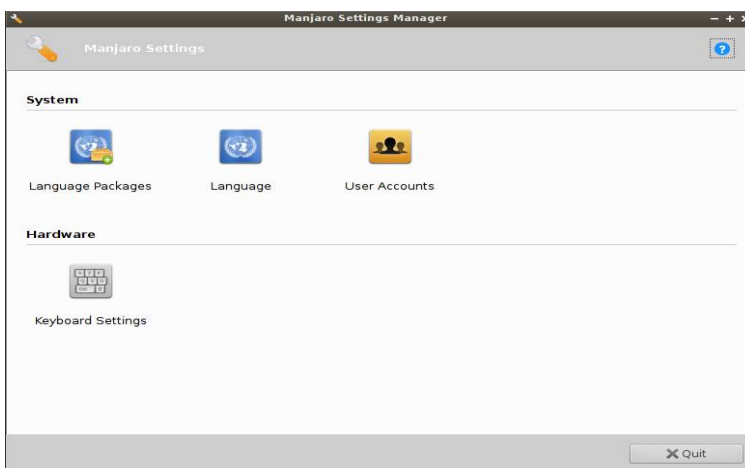 Manjaro Settings Manager
Manjaro Settings
System
Language Packages
Language
User Accounts
Hardware
Keyboard Settings
Quit